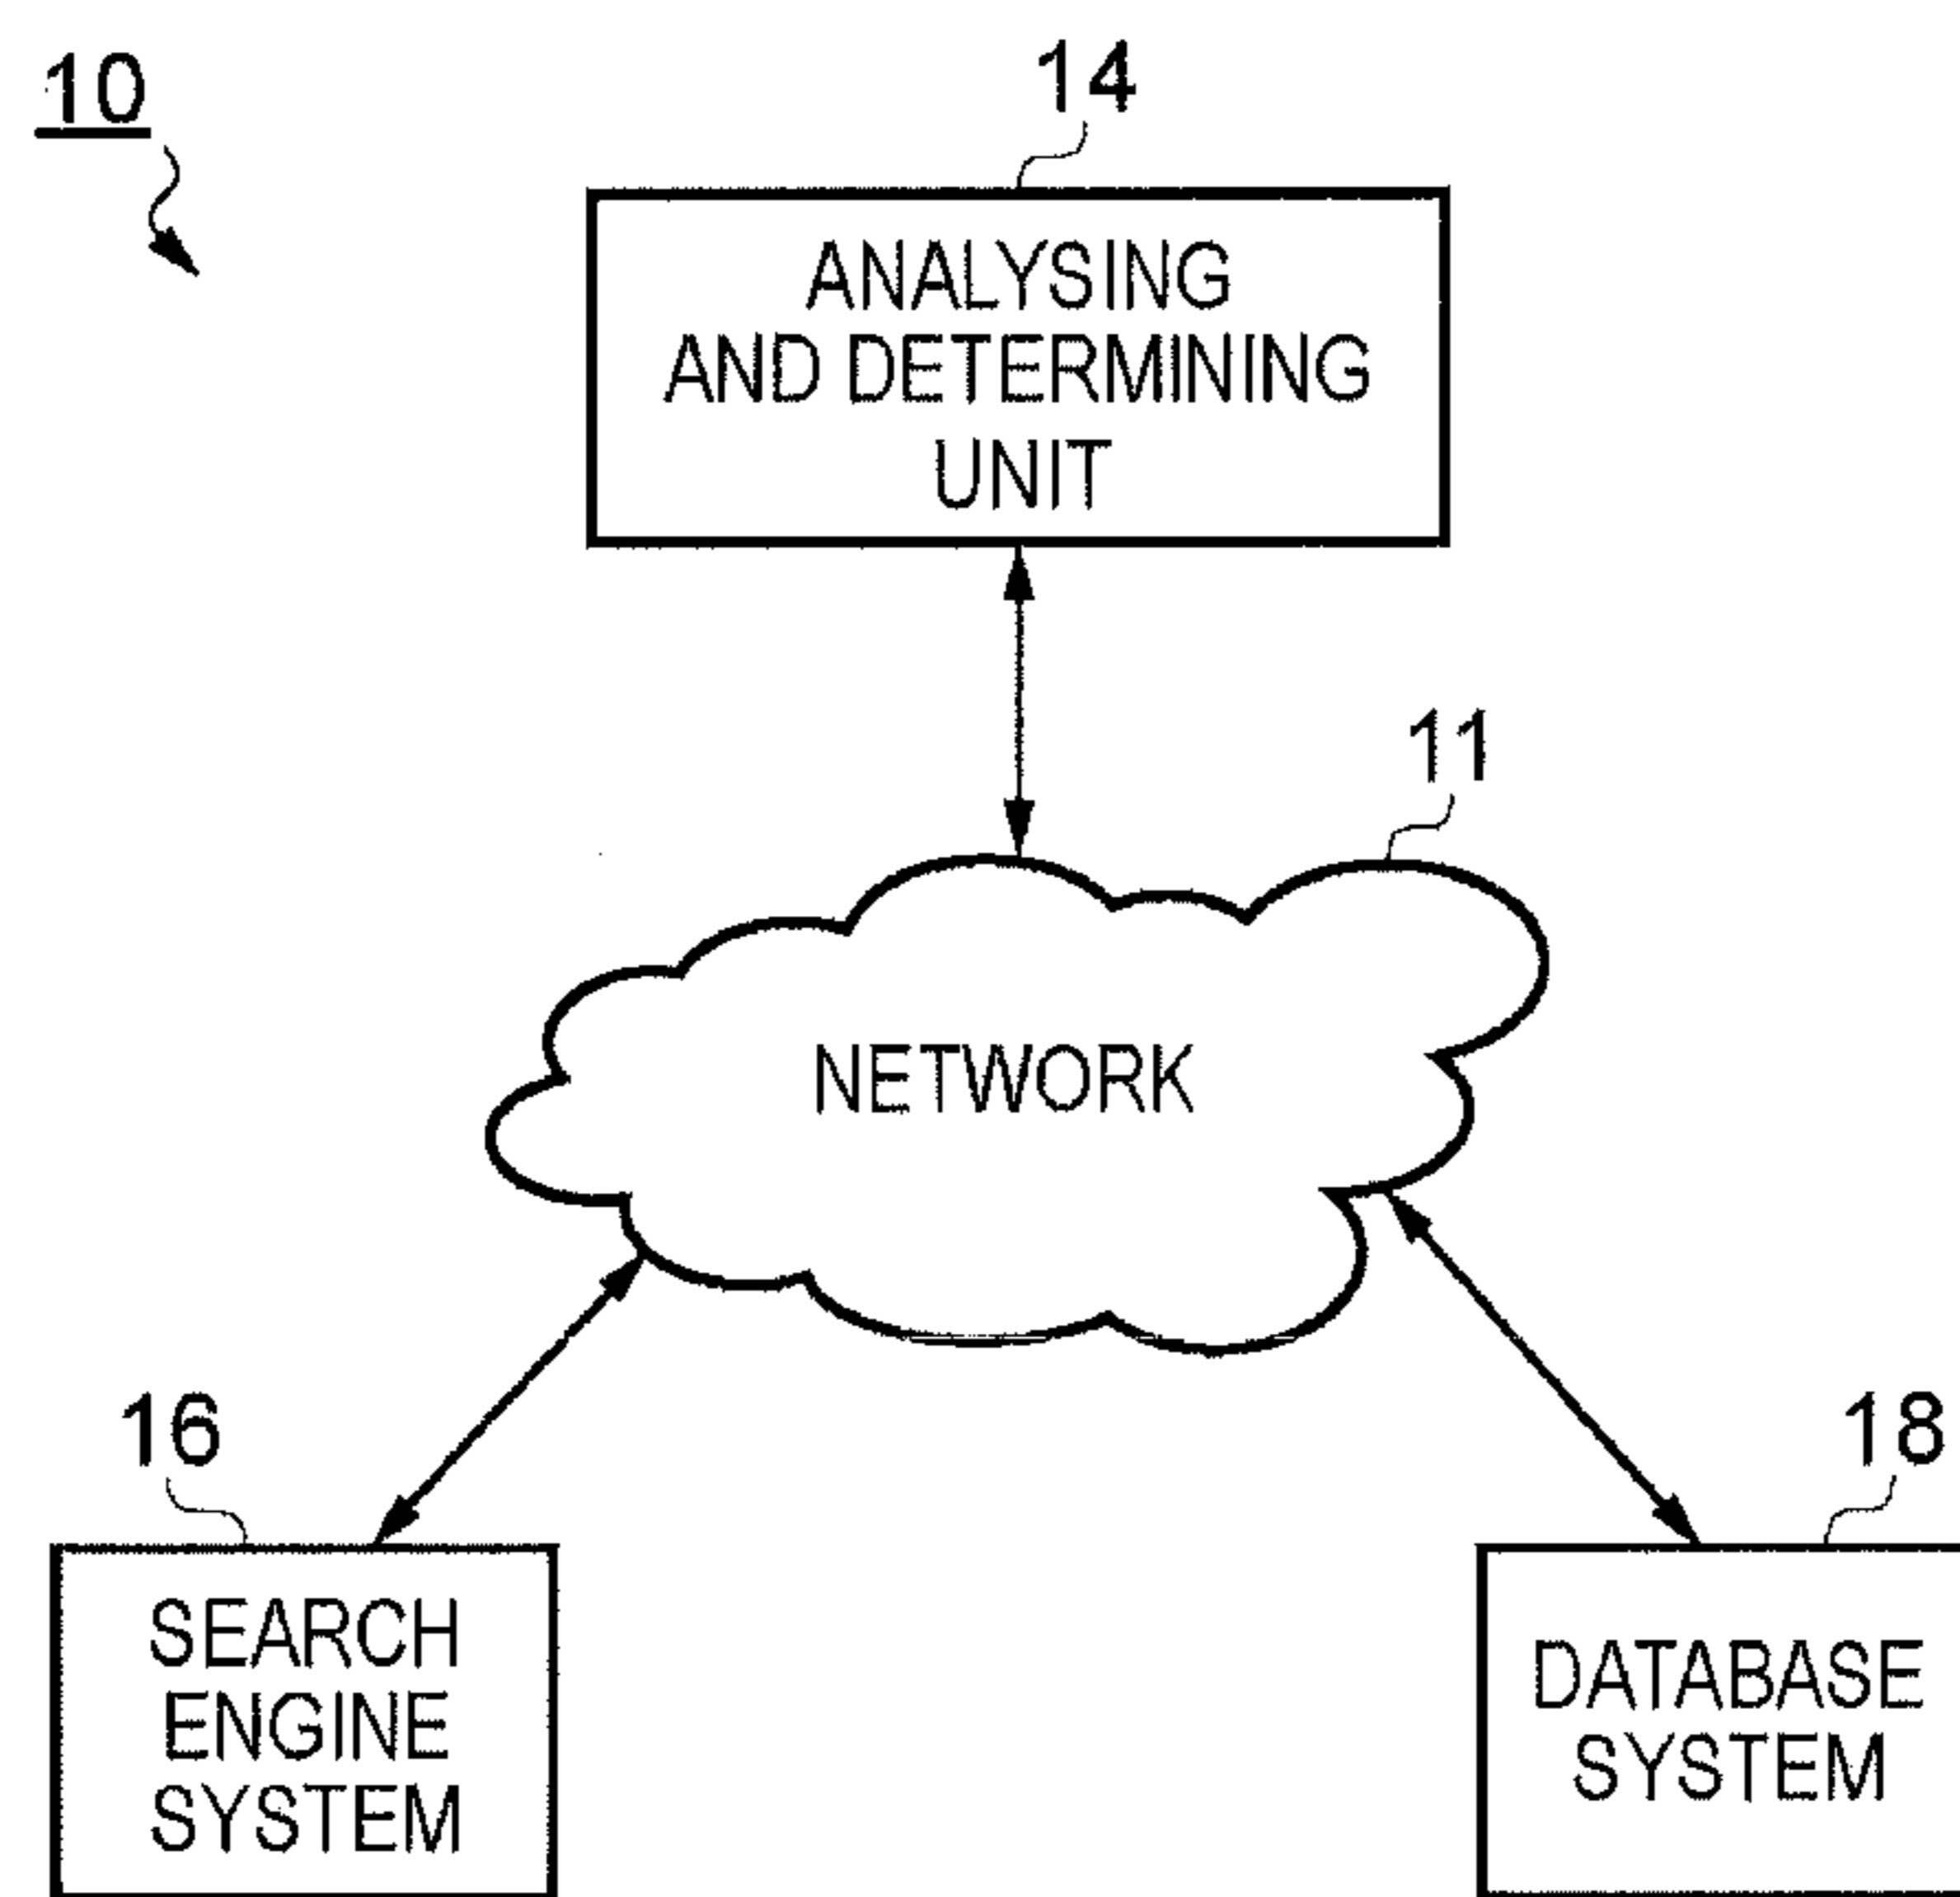 10
14
ANALYSING
AND DETERMINING
UNIT
11
NETWORK
16
18
SEARCH
ENGINE
SYSTEM
DATABASE
SYSTEM